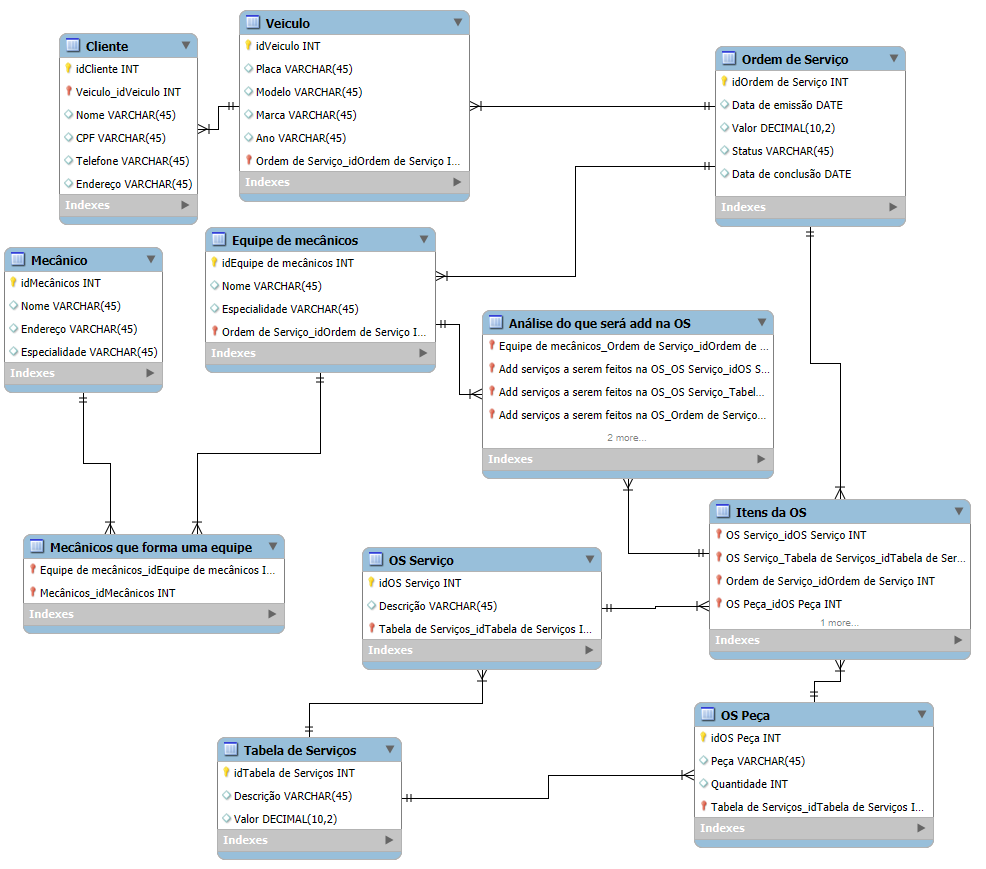 Veiculo
idVeiculo INT
Placa VARCHAR(45)
Modelo VARCHAR(45)
Marca VARCHAR(45)
Ano VARCHAR(45)
Ordem de Serviço_idOrdem de Serviço I...
Indexes
Cliente
idCliente INT
Veiculo_idVeiculo INT
Nome VARCHAR(45)
CPF VARCHAR(45)
Telefone VARCHAR(45)
Endereço VARCHAR(45)
Indexes
Ordem de Serviço
idOrdem de Serviço INT
Data de emissão DATE
Valor DECIMAL(10,2)
Status VARCHAR(45)
Data de conclusão DATE
Indexes
Equipe de mecânicos
idEquipe de mecânicos INT
Nome VARCHAR(45)
Especialidade VARCHAR(45)
Ordem de Serviço_idOrdem de Serviço I...
Indexes
Mecânico
idMecânicos INT
Nome VARCHAR(45)
Endereço VARCHAR(45)
Especialidade VARCHAR(45)
Indexes
Análise do que será add na OS
Equipe de mecânicos_Ordem de Serviço_idOrdem de ...
Add serviços a serem feitos na OS_OS Serviço_idOS S...
Add serviços a serem feitos na OS_OS Serviço_Tabel...
Add serviços a serem feitos na OS_Ordem de Serviço...
2 more...
Indexes
Itens da OS
OS Serviço_idOS Serviço INT
OS Serviço_Tabela de Serviços_idTabela de Ser...
Ordem de Serviço_idOrdem de Serviço INT
OS Peça_idOS Peça INT
1 more...
Indexes
Mecânicos que forma uma equipe
Equipe de mecânicos_idEquipe de mecânicos I...
Mecânicos_idMecânicos INT
Indexes
OS Serviço
idOS Serviço INT
Descrição VARCHAR(45)
Tabela de Serviços_idTabela de Serviços I...
Indexes
OS Peça
idOS Peça INT
Peça VARCHAR(45)
Quantidade INT
Tabela de Serviços_idTabela de Serviços I...
Indexes
Tabela de Serviços
idTabela de Serviços INT
Descrição VARCHAR(45)
Valor DECIMAL(10,2)
Indexes